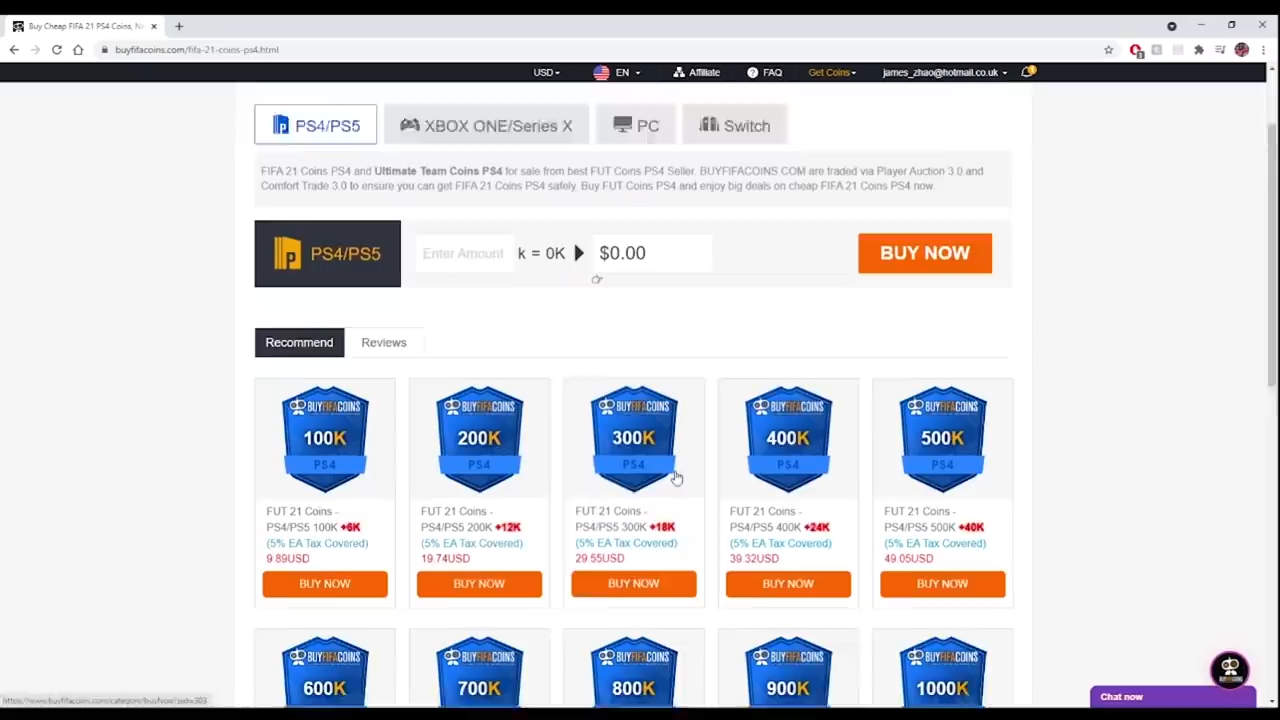 Buy Cheap FIFA 21 PS4 Coins, Ne
buyfifacoins.com/fifa-21-coins-ps4.html
USD
EN
Affiliate
FAQ
Get Coins
james_zhao@hotmail.co.uk
PS4/PS5
XBOX ONE/Series X
PC
Switch
FIFA 21 Coins PS4 and Ultimate Team Coins PS4 for sale from best FUT Coins PS4 Seller. BUYFIFACOINS.COM are traded via Player Auction 3.0 and
Comfort Trade 3.0 to ensure you can get FIFA 21 Coins PS4 safely. Buy FUT Coins PS4 and enjoy big deals on cheap FIFA 21 Coins PS4 now.
PS4/PS5
Enter Amount
k = 0K
$0.00
BUY NOW
Recommend
Reviews
BUYFIFACOINS
100K
PS4
FUT 21 Coins -
PS4/PS5 100K +6K
(5% EA Tax Covered)
9.89USD
BUY NOW
BUYFIFACOINS
200K
PS4
FUT 21 Coins -
PS4/PS5 200K +12K
(5% EA Tax Covered)
19.74USD
BUY NOW
BUYFIFACOINS
300K
PS4
FUT 21 Coins -
PS4/PS5 300K +18K
(5% EA Tax Covered)
29.55USD
BUY NOW
BUYFIFACOINS
400K
PS4
FUT 21 Coins -
PS4/PS5 400K +24K
(5% EA Tax Covered)
39.32USD
BUY NOW
BUYFIFACOINS
500K
PS4
FUT 21 Coins -
PS4/PS5 500K +40K
(5% EA Tax Covered)
49.05USD
BUY NOW
BUYFIFACOINS
600K
BUYFIFACOINS
700K
BUYFIFACOINS
800K
BUYFIFACOINS
900K
BUYFIFACOINS
1000K
BUYFIFACOINS
Chat now